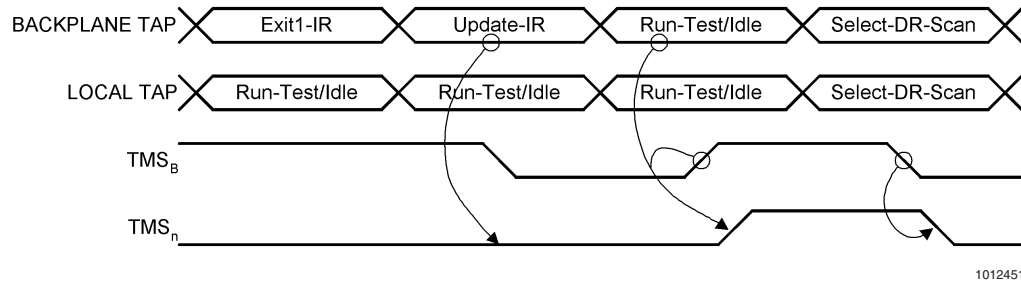 BACKPLANE TAP Exit1-IR Update-IR Run-Test/Idle Select-DR-Scan
LOCAL TAP Run-Test/Idle Run-Test/Idle Run-Test/Idle Select-DR-Scan
TMSB
TMSn
1012451